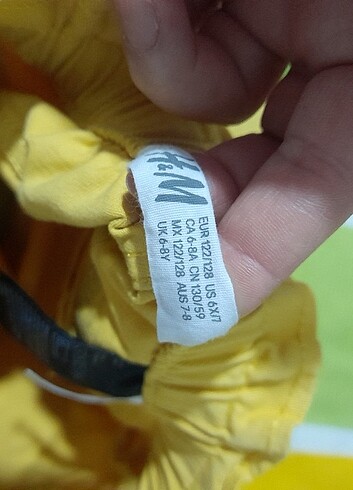 H&M
EUR 122/128 US 6X/7
CA 6-8A CN 130/59
MX 122/128 AUS 7-8
UK 6-8Y